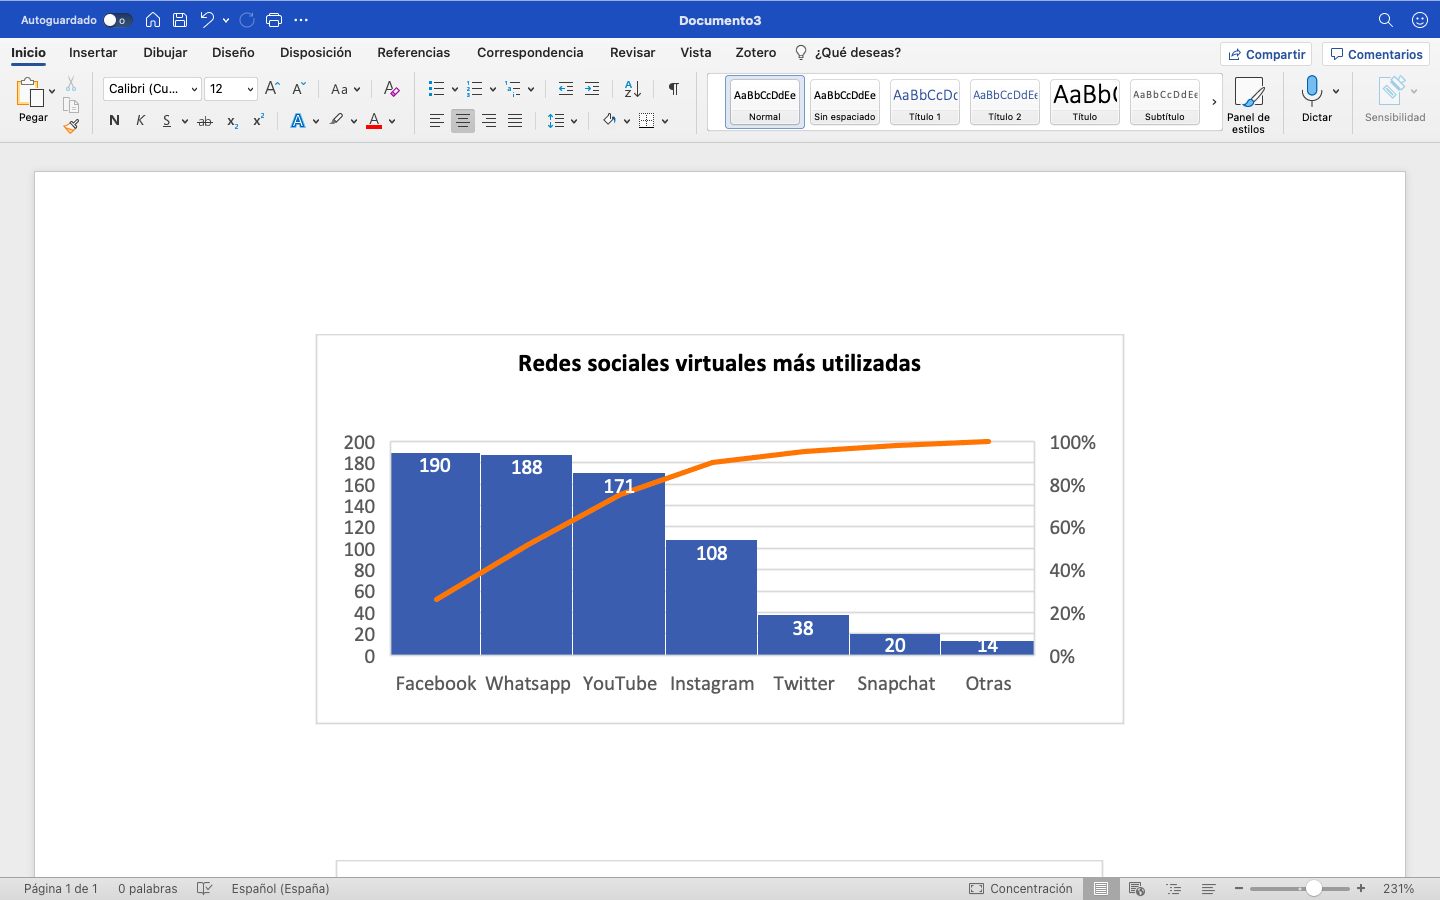 Autoguardado
Documento3
Inicio Insertar Dibujar Diseño Disposición Referencias Correspondencia Revisar Vista Zotero ¿Qué deseas?
Compartir Comentarios
Pegar
Calibri (Cu... 12
N K S ab x₂ x² A A
AaBbCcDdEe Normal
AaBbCcDdEe Sin espaciado
AaBbCcDc Título 1
AaBbCcDdEe Título 2
AaBb( Título
AaBbCcDdEe Subtítulo
Panel de
estilos
Dictar
Sensibilidad
Redes sociales virtuales más utilizadas
200 100%
180
160 80%
140
120 60%
100
80 40%
60
40 20%
20
0 0%
190 188 171 108 38 20 14
Facebook Whatsapp YouTube Instagram Twitter Snapchat Otras
Página 1 de 1 0 palabras Español (España) Concentración 231%